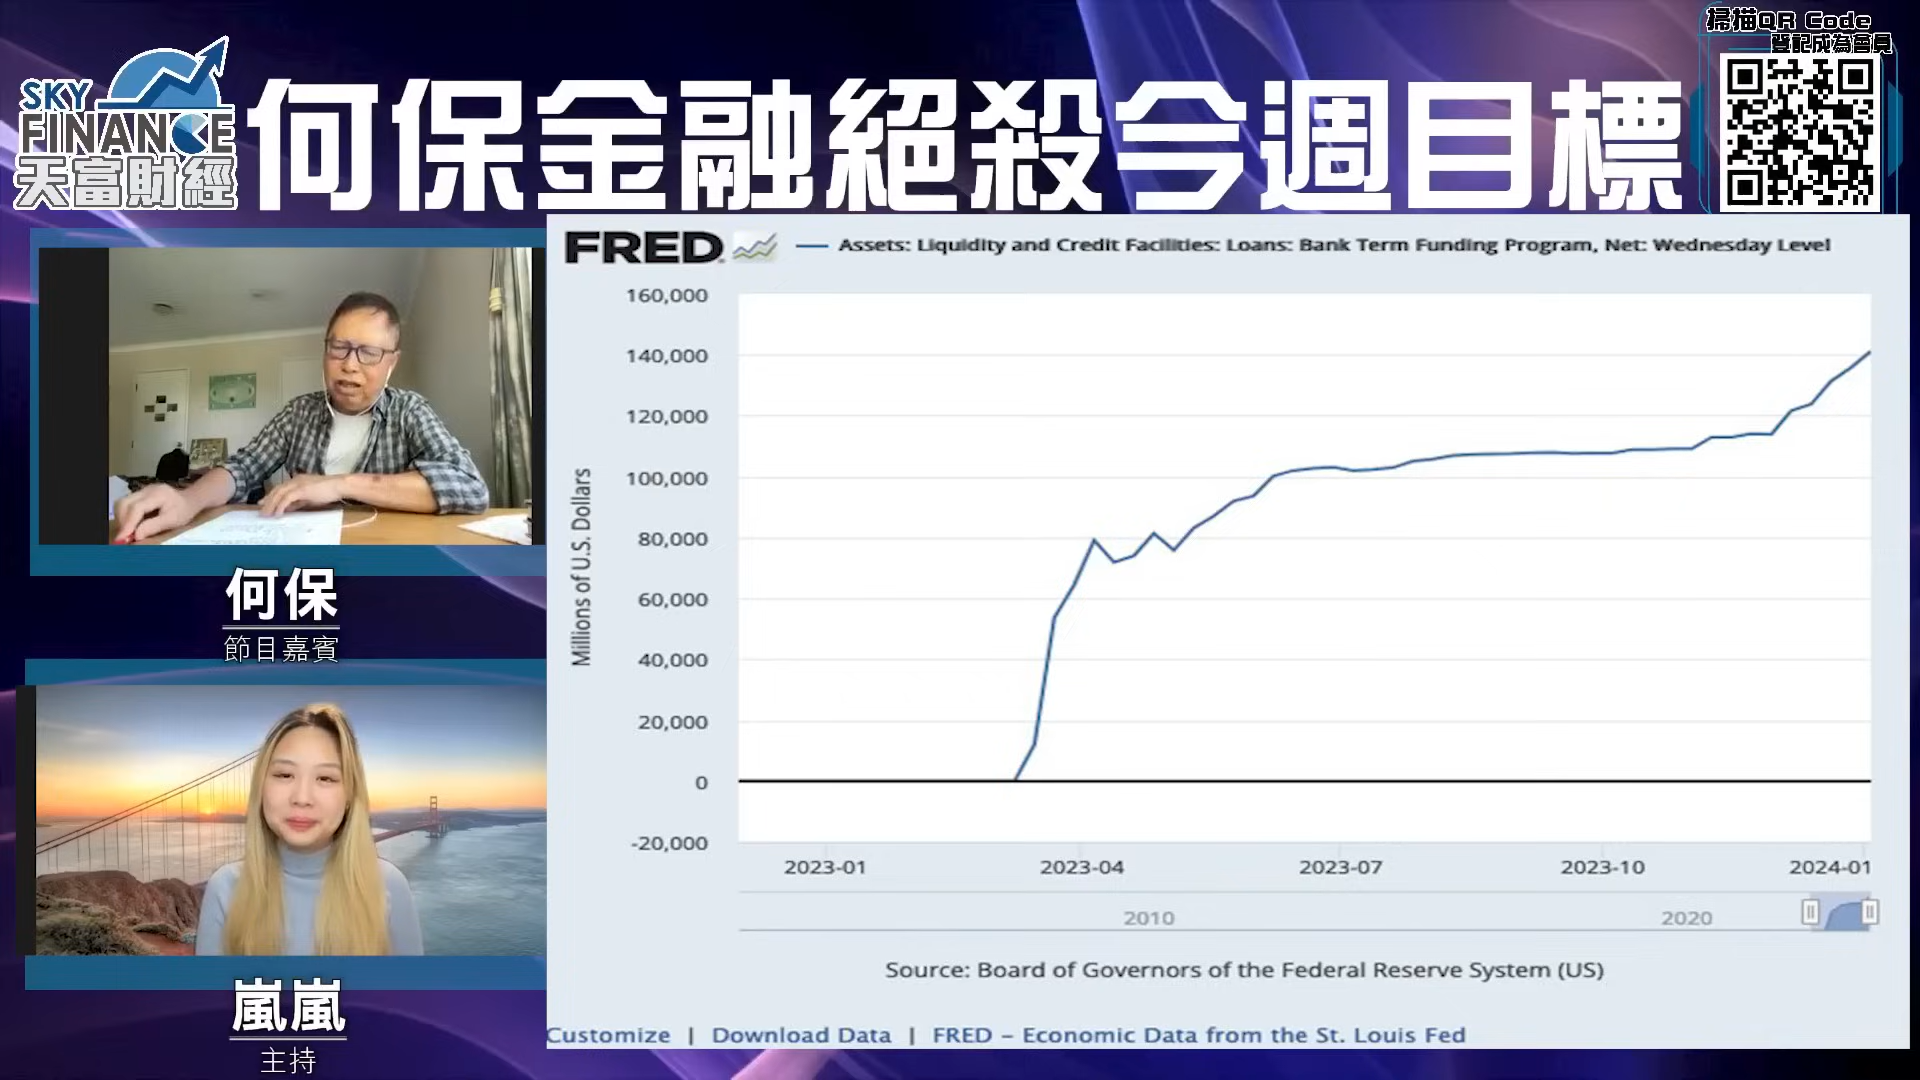 掃描QR Code
登記成為會員
SKY
FINANCE
天富財經
何保金融絕殺今週目標
FRED
Assets: Liquidity and Credit Facilities: Loans: Bank Term Funding Program, Net: Wednesday Level
160,000
140,000
120,000
100,000
80,000
60,000
40,000
20,000
0
-20,000
Millions of U.S. Dollars
2023-01
2023-04
2023-07
2023-10
2024-01
2010
2020
Source: Board of Governors of the Federal Reserve System (US)
Customize | Download Data | FRED – Economic Data from the St. Louis Fed
何保
節目嘉賓
嵐嵐
主持